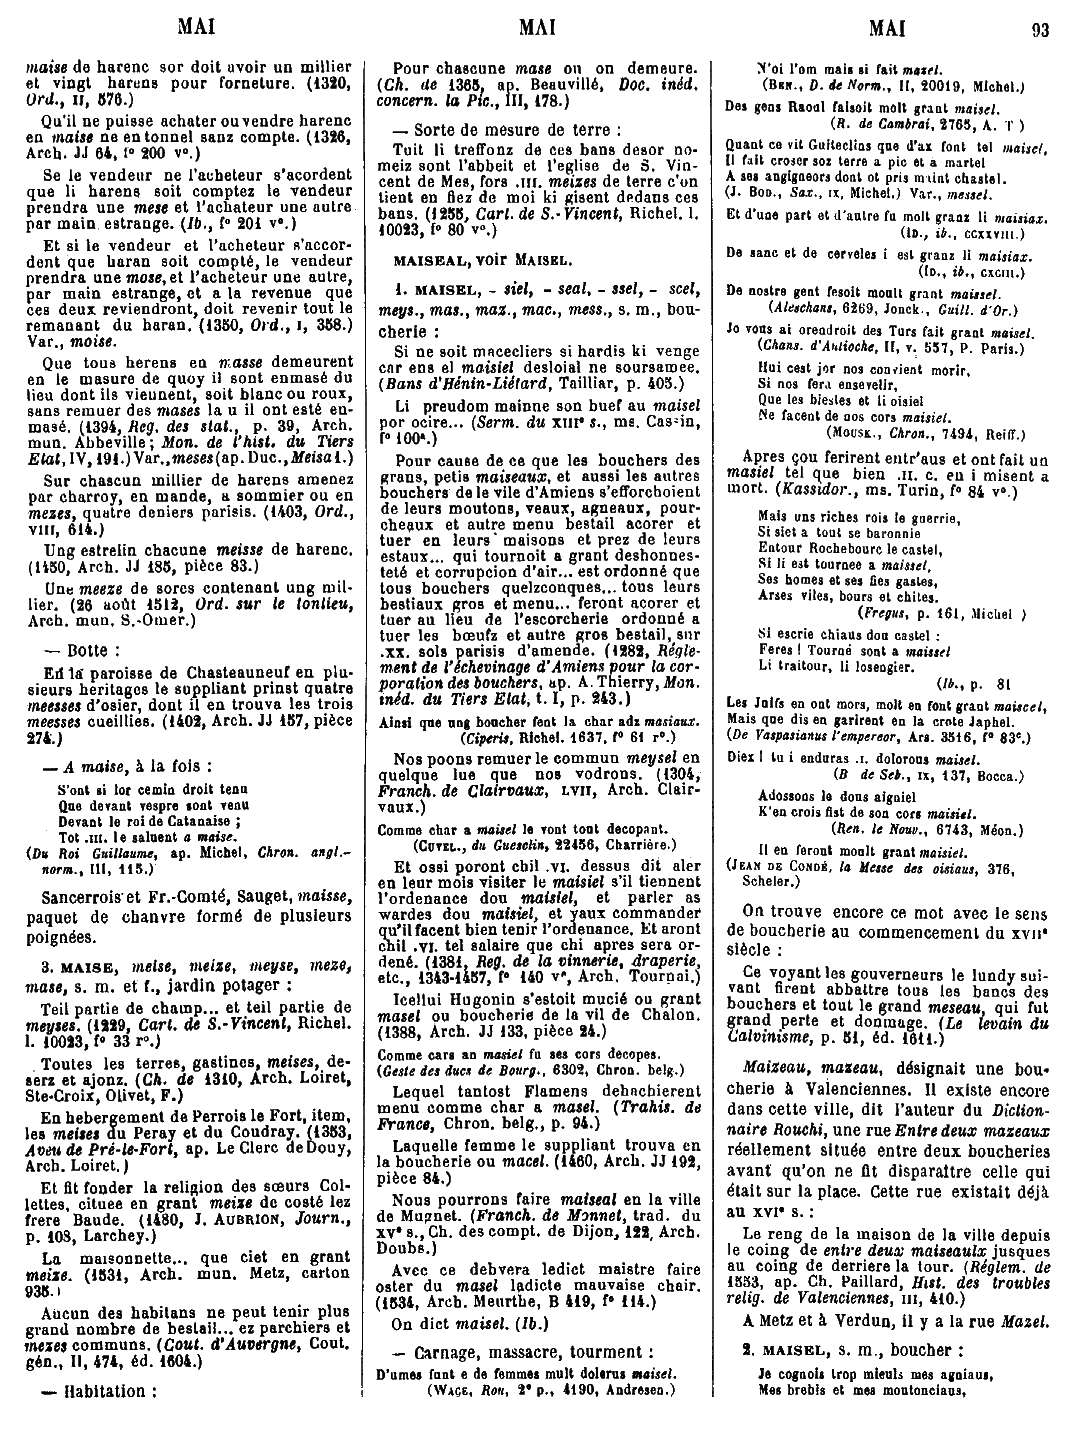 MAI
MAI
MAI
93
maise de harenc sor doit avoir un millier
et vingt harens pour forneture. (1320,
Ord., II, 576.)
Qu'il ne puisse achater ou vendre harenc
en maise ne en tonnel sanz compte. (1326,
Arch. JJ 64, f° 200 v°.)
Se le vendeur ne l'acheteur s'acordent
que li harens soit comptez le vendeur
prendra une mese et l'achateur une autre
par main estrange. (Ib., f° 201 v°.)
Et si le vendeur et l'acheteur s'accor-
dent que haran soit compté, le vendeur
prendra une mose, et l'acheteur une autre,
par main estrange, et a la revenue que
ces deux reviendront, doit revenir tout le
remanant du haran. (1350, Ord., I, 358.)
Var., moise.
Que tous herens en masse demeurent
en le masure de quoy il sont enmasé du
lieu dont ils vieunent, soit blanc ou roux,
sans remuer des mases la u il ont esté en-
masé. (1394, Reg. des stat., p. 39, Arch.
mun. Abbeville; Mon. de l'hist. du Tiers
Etat, IV, 191.) Var., meses (ap. Duc., Meisa 1.)
Sur chascun millier de harens amenez
par charroy, en mande, a sommier ou en
mezes, quatre deniers parisis. (1403, Ord.,
VIII, 614.)
Ung estrelin chacune meisse de harenc.
(1450, Arch. JJ 185, pièce 83.)
Une meeze de sores contenant ung mil-
lier. (26 août 1512, Ord. sur le tonlieu,
Arch. mun. S.-Omer.)
— Botte :
En la paroisse de Chasteauneuf en plu-
sieurs heritages le suppliant prinst quatre
meesses d'osier, dont il en trouva les trois
meesses cueillies. (1402, Arch. JJ 157, pièce
274.)
— A maise, à la fois :
S'ont si lor cemin droit tenu
Que devant vespre sont venu
Devant le roi de Catanaise ;
Tot .III. le saluent a maise.
(Du Roi Guillaume, ap. Michel, Chron. angl.-
norm., III, 115.)
Sancerrois et Fr.-Comté, Sauget, maisse,
paquet de chanvre formé de plusieurs
poignées.
3. MAISE, meise, meize, meyse, meze,
mase, s. m. et f., jardin potager :
Teil partie de champ... et teil partie de
meyses. (1229, Cart. de S.-Vincent, Richel.
l. 10023, f° 33 r°.)
Toutes les terres, gastines, meises, de-
serz et ajonz. (Ch. de 1310, Arch. Loiret,
Ste-Croix, Olivet, F.)
En hebergement de Perrois le Fort, item,
les meises du Peray et du Coudray. (1353,
Aveu de Pré-le-Fort, ap. Le Clerc de Douy,
Arch. Loiret.)
Et fit fonder la religion des sœurs Col-
lettes, cituee en grant meize de costé lez
frere Baude. (1480, J. AUBRION, Journ.,
p. 108, Larchey.)
La maisonnette... que ciet en grant
meize. (1531, Arch. mun. Metz, carton
935.)
Aucun des habitans ne peut tenir plus
grand nombre de bestail... ez parchiers et
mezes communs. (Cout. d'Auvergne, Cout.
gén., II, 474, éd. 1604.)
— Habitation :
Pour chascune mase ou on demeure.
(Ch. de 1365, ap. Beauvillé, Doc. inéd.
concern. la Pic., III, 178.)
— Sorte de mesure de terre :
Tuit li treffonz de ces bans desor no-
meiz sont l'abbeit et l'eglise de S. Vin-
cent de Mes, fors .III. meizes de terre c'on
tient en fiez de moi ki gisent dedans ces
bans. (1255, Cart. de S.-Vincent, Richel. l.
10023, f° 80 v°.)
MAISEAL, voir MAISEL.
1. MAISEL, - siel, - seal, - ssel, - scel,
meys., mas., maz., mac., mess., s. m., bou-
cherie :
Si ne soit macecliers si hardis ki venge
car ens el maisel desloial ne soursamee.
(Bans d'Hénin-Liétard, Tailliar, p. 405.)
Li preudom mainne son buef au maisel
por ocire... (Serm. du XIIIe s., ms. Cassin,
f° 100ª.)
Pour cause de ce que les bouchers des
grans, petis maiseaux, et aussi les autres
bouchers de le vile d'Amiens s'efforchoient
de leurs moutons, veaux, agneaux, pour-
cheaux et autre menu bestail acorer et
tuer en leurs maisons et prez de leurs
estaux... qui tournoit a grant deshonnes-
teté et corrupcion d'air... est ordonné que
tous bouchers quelzconques... tous leurs
bestiaux gros et menu... feront acorer et
tuer au lieu de l'escorcherie ordonné a
tuer les bœufz et autre gros bestail, sur
.XX. sols parisis d'amende. (1282, Régle-
ment de l'échevinage d'Amiens pour la cor-
poration des bouchers, ap. A. Thierry, Mon.
inéd. du Tiers Etat, t. I, p. 243.)
Ainsi que ung boucher fent la char adz masiaux.
(Ciperis, Richel. 1637, f° 61 r°.)
Nos poons remuer le commun meysel en
quelque lue que nos vodrons. (1304,
Franch. de Clairvaux, LVII, Arch. Clair-
vaux.)
Comme char a maisel le vont tout decopant.
(CUVEL., du Guesclin, 22456, Charrière.)
Et ossi poront chil .VI. dessus dit aler
en leur mois visiter le maisiel s'il tiennent
l'ordenance dou maisiel, et parler as
wardes dou maisiel, et yaux commander
qu'il facent bien tenir l'ordenance. Et aront
chil .VI. tel salaire que chi apres sera or-
dené. (1381, Reg. de la vinnerie, draperie,
etc., 1343-1457, f° 140 v°, Arch. Tournai.)
Icellui Hugonin s'estoit mucié ou grant
masel ou boucherie de la vil de Chalon.
(1388, Arch. JJ 133, pièce 24.)
Comme cars an masiel fu ses cors decopes.
(Geste des ducs de Bourg., 6302, Chron. belg.)
Lequel tantost Flamens dehachierent
menu comme char a masel. (Trahis. de
France, Chron. belg., p. 94.)
Laquelle femme le suppliant trouva en
la boucherie ou macel. (1460, Arch. JJ 192,
pièce 84.)
Nous pourrons faire maiseal en la ville
de Mugnet. (Franch. de Monnet, trad. du
XVe s., Ch. des compt. de Dijon, 122, Arch.
Doubs.)
Avec ce debvera ledict maistre faire
oster du masel ladicte mauvaise chair.
(1534, Arch. Meurthe, B 419, f° 114.)
On dict maisel. (Ib.)
— Carnage, massacre, tourment :
D'umes funt e de femmes mult dolerus maisel.
(WACE, Rou, 2e p., 4190, Andresen.)
N'oi l'om mais si fait mazel.
(BEN., D. de Norm., II, 20019, Michel.)
Des gens Raoul faisoit molt grant maisel.
(R. de Cambrai, 2765, A. T )
Quant ce vit Guiteclins que d'ax font tel maisel,
Il fait croser soz terre a pic et a martel
A ses angigneors dont ot pris maint chastel.
(J. BOD., Sax., IX, Michel.) Var., messel.
Et d'une part et d'autre fu molt granz li maisiax.
(ID., ib., CCXXVIII.)
De sanc et de cerveles i est granz li maisiax.
(ID., ib., CXCIII.)
De nostre gent fesoit moult grant maissel.
(Aleschans, 6269, Jonck., Guill. d'Or.)
Jo vous ai orendroit des Turs fait grant maisel.
(Chans. d'Antioche, II, v. 557, P. Paris.)
Hui cest jor nos convient morir,
Si nos fera ensevelir,
Que les biestes et li oisiel
Ne facent de nos cors maisiel.
(MOUSK., Chron., 7494, Reiff.)
Apres çou ferirent entr'aus et ont fait un
masiel tel que bien .II. c. en i misent a
mort. (Kassidor., ms. Turin, f° 84 v°.)
Mais uns riches rois le guerrie,
Si siet a tout se baronnie
Entour Rochebourc le castel,
Si li est tournee a maissel,
Ses homes et ses fies gastes,
Arses viles, bours et chites.
(Fregus, p. 161, Michel )
Si escrie chiaus dou castel :
Feres ! Tourné sont a maissel
Li traitour, li losengier.
(Ib., p. 81
Les Juifs en ont mors, molt en font grant maiscel,
Mais que dis en garirent en la crote Japhel.
(De Vaspasianus l'empereor, Ars. 3516, f° 83c.)
Diex ! tu i enduras .I. dolorous maisel.
(B de Seb., IX, 137, Bocca.)
Adossons le dous aigniel
K'en crois fist de son cors maisiel.
(Ren. le Nouv., 6743, Méon.)
Il en feront moult grant maisiel.
(JEAN DE CONDÉ, la Messe des oisiaus, 376,
Scheler.)
On trouve encore ce mot avec le sens
de boucherie au commencement du XVIIe
siècle :
Ce voyant les gouverneurs le lundy sui-
vant firent abbattre tous les bancs des
bouchers et tout le grand meseau, qui fut
grand perte et dommage. (Le levain du
Calvinisme, p. 51, éd. 1611.)
Maizeau, mazeau, désignait une bou-
cherie à Valenciennes. Il existe encore
dans cette ville, dit l'auteur du Diction-
naire Rouchi, une rue Entre deux mazeaux
réellement située entre deux boucheries
avant qu'on ne fit disparaître celle qui
était sur la place. Cette rue existait déjà
au XVIe s. :
Le reng de la maison de la ville depuis
le coing de entre deux maiseaulx jusques
au coing de derriere la tour. (Réglem. de
1553, ap. Ch. Paillard, Hist. des troubles
relig. de Valenciennes, III, 410.)
A Metz et à Verdun, il y a la rue Mazel.
2. MAISEL, s. m., boucher :
Je cognois trop mieuls mes agniaus,
Mes brebis et mes montonciaus,